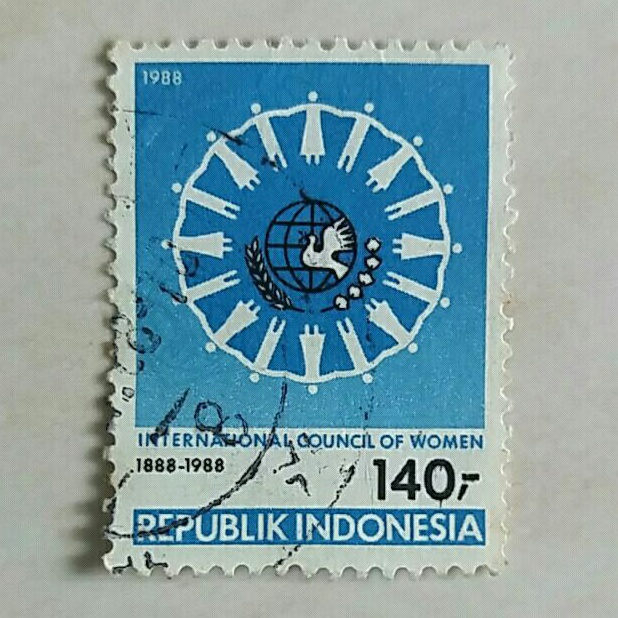 1988
INTERNATIONAL COUNCIL OF WOMEN
1888-1988
140,-
REPUBLIK INDONESIA